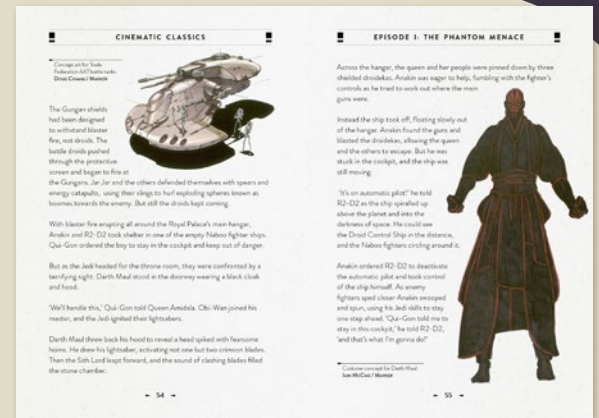 CINEMATIC CLASSICS
Concept art for Trade
Federation AAT battle tanks
DOUG CHIANG / MARKER
The Gungan shields
had been designed
to withstand blaster
fire, not droids. The
battle droids pushed
through the protective
screen and began to fire at
the Gungans. Jar Jar and the others defended themselves with spears and
energy catapults, using their slings to hurl exploding spheres known as
boomas towards the enemy. But still the droids kept coming.
With blaster fire erupting all around the Royal Palace's main hangar,
Anakin and R2-D2 took shelter in one of the empty Naboo fighter ships.
Qui-Gon ordered the boy to stay in the cockpit and keep out of danger.
But as the Jedi headed for the throne room, they were confronted by a
terrifying sight. Darth Maul stood in the doorway wearing a black cloak
and hood.
'We'll handle this,' Qui-Gon told Queen Amidala. Obi-Wan joined his
master, and the Jedi ignited their lightsabers.
Darth Maul threw back his hood to reveal a head spiked with fearsome
horns. He drew his lightsaber, activating not one but two crimson blades.
Then the Sith Lord leapt forward, and the sound of clashing blades filled
the stone chamber.
54
EPISODE I: THE PHANTOM MENACE
Across the hangar, the queen and her people were pinned down by three
shielded droidekas. Anakin was eager to help, fumbling with the fighter's
controls as he tried to work out where the main
guns were.
Instead the ship took off, floating slowly out
of the hangar. Anakin found the guns and
blasted the droidekas, allowing the queen
and the others to escape. But he was
stuck in the cockpit, and the ship was
still moving.
'It's on automatic pilot!' he told
R2-D2 as the ship spiralled up
above the planet and into the
darkness of space. He could see
the Droid Control Ship in the distance,
and the Naboo fighters circling around it.
Anakin ordered R2-D2 to deactivate
the automatic pilot and took control
of the ship himself. As enemy
fighters sped closer Anakin swooped
and spun, using his Jedi skills to stay
one step ahead. 'Qui-Gon told me to
stay in this cockpit,' he told R2-D2,
'and that's what I'm gonna do!'
Costume concept for Darth Maul
IAIN MCCAIG / MARKER
55